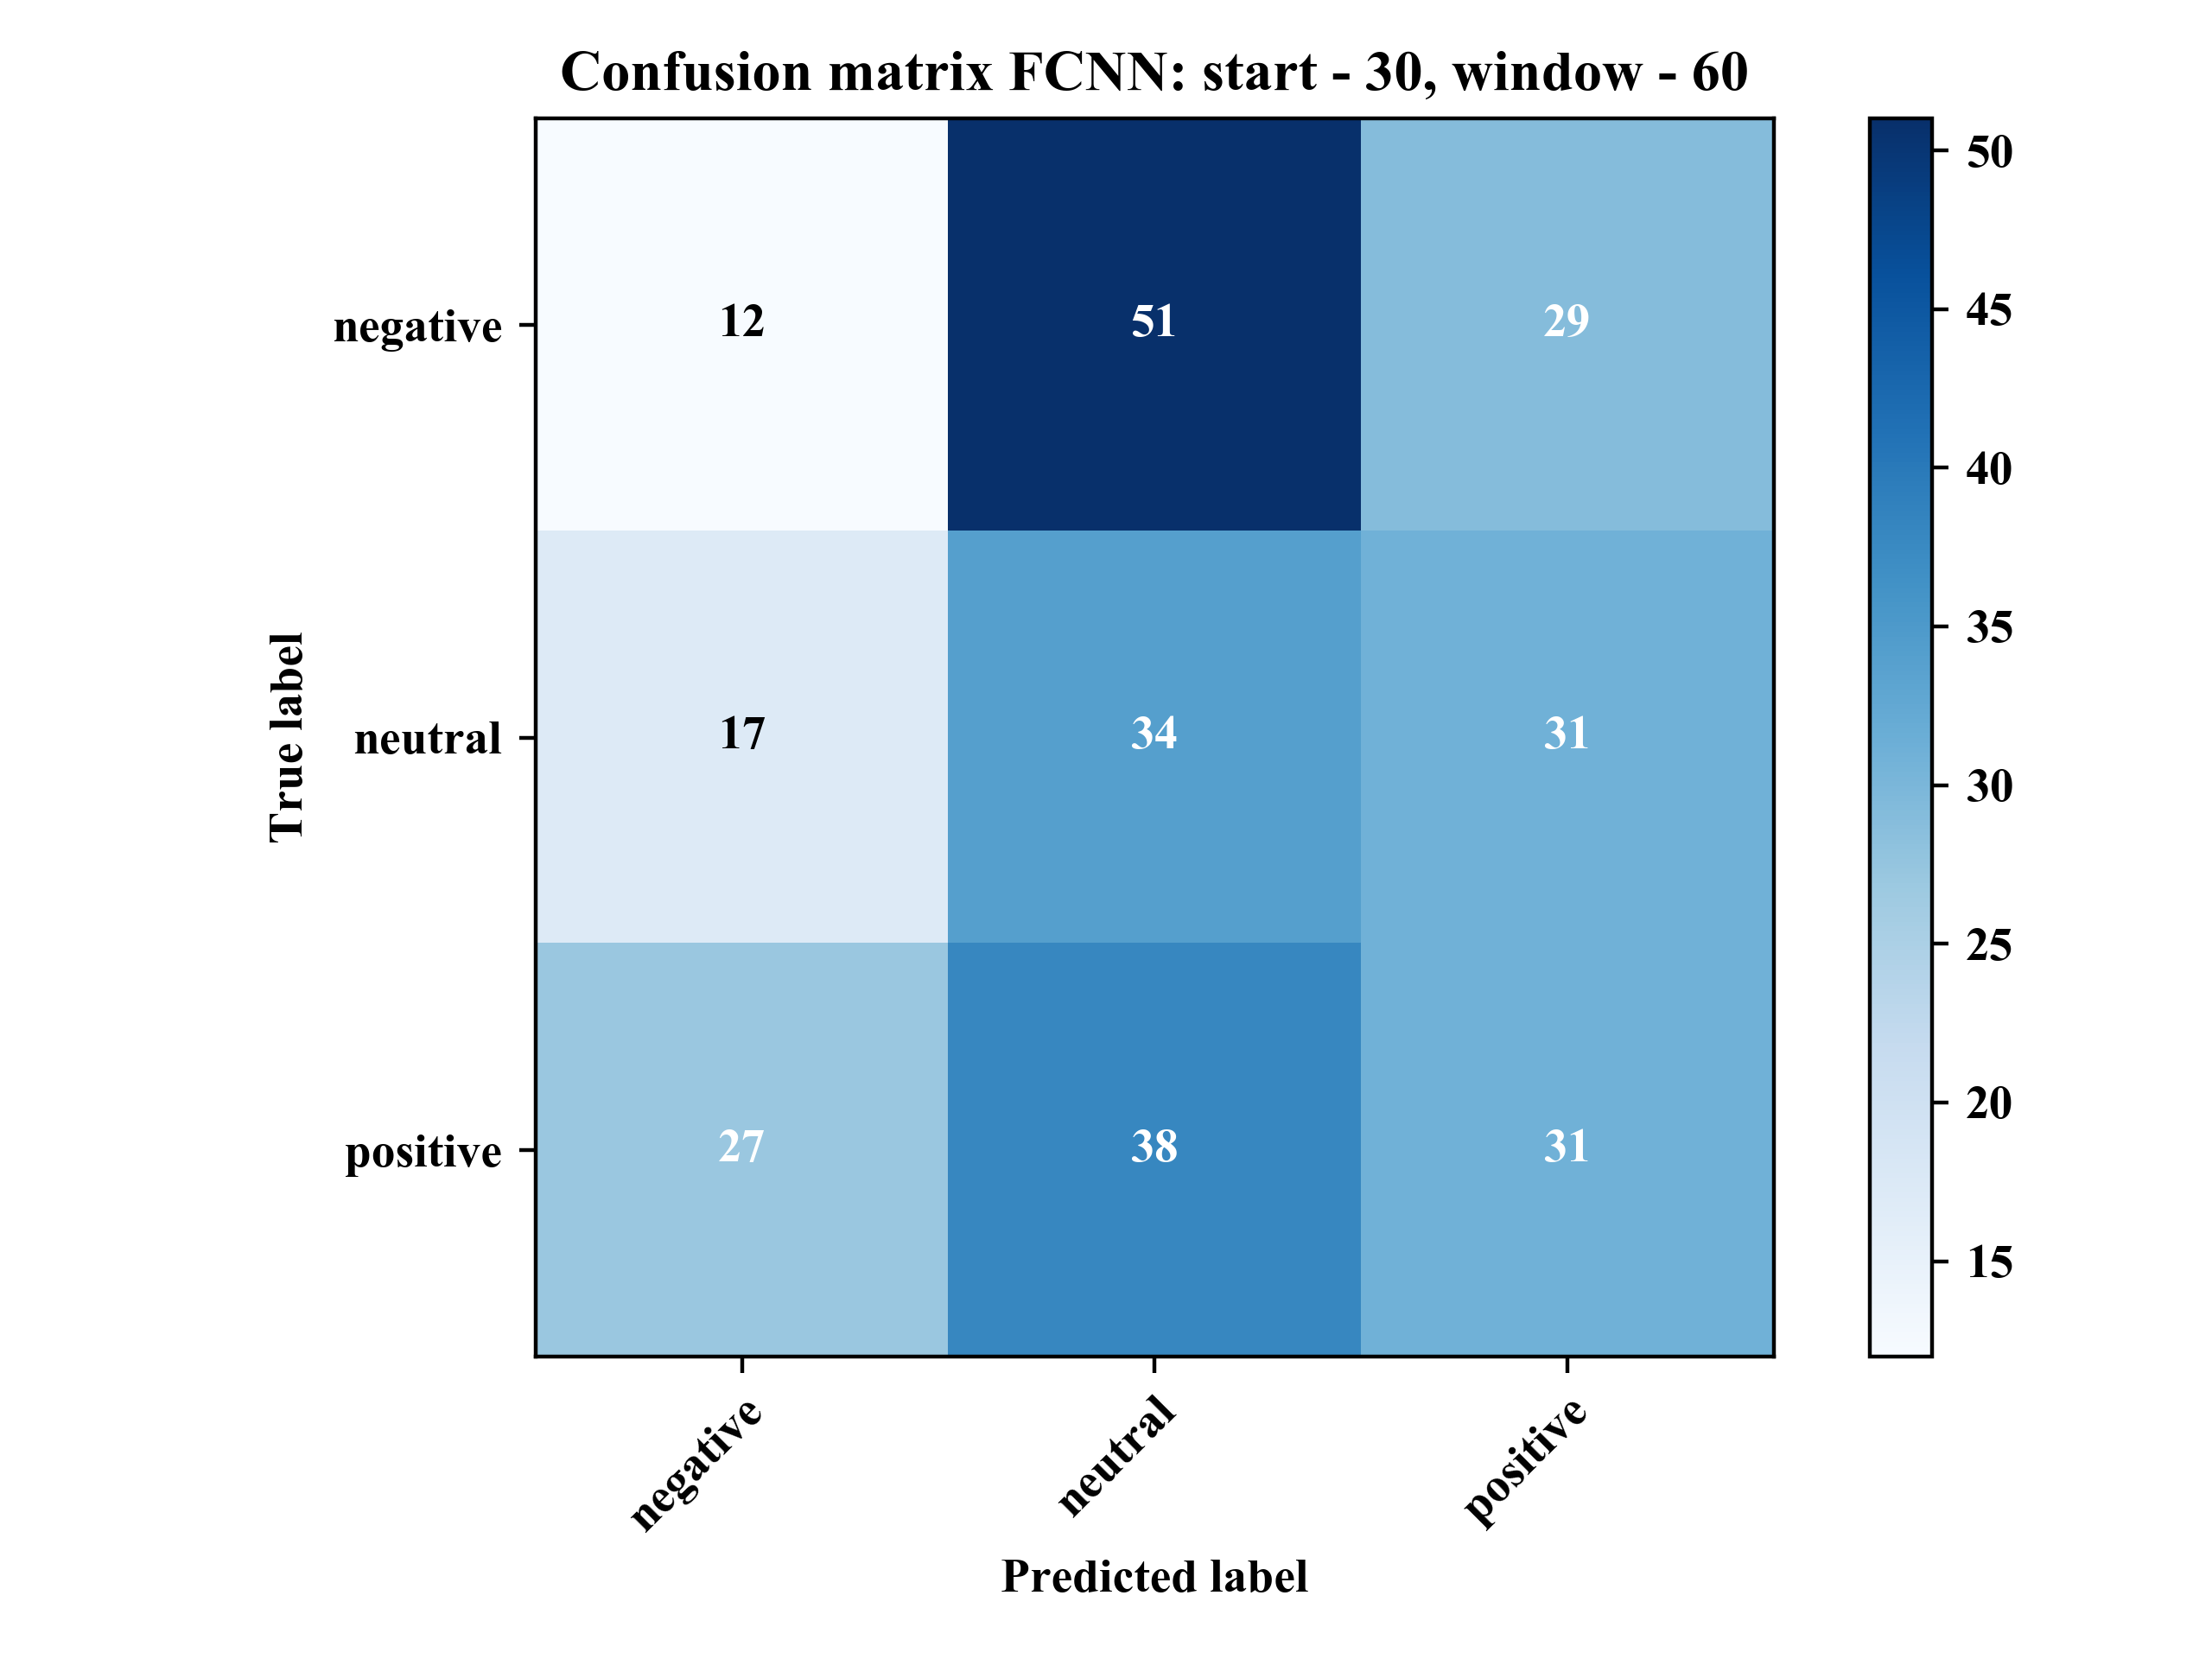 Confusion matrix FCNN: start - 30, window - 60
True label
negative
neutral
positive
12 51 29
17 34 31
27 38 31
negative
neutral
positive
Predicted label
50
45
40
35
30
25
20
15